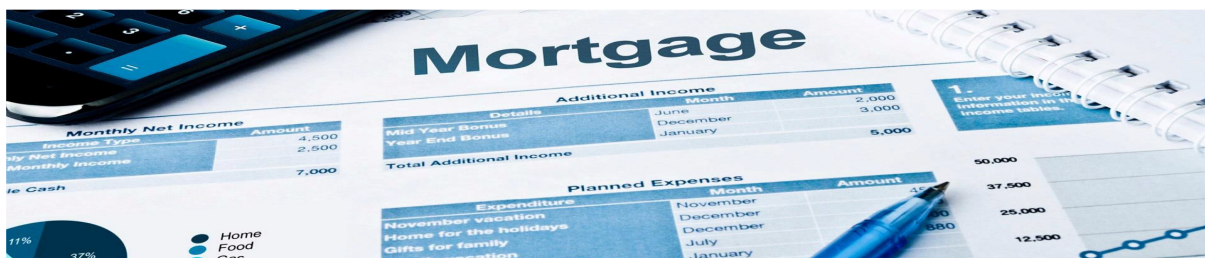 Mortgage
Monthly Net Income
Income Type Amount
Net Income 4,500
Monthly Income 2,500
7,000
Cash
11%
37%
Home
Food
Gas
Additional Income
Details Month Amount
Mid Year Bonus June 2,000
Year End Bonus December 3,000
January
Total Additional Income 5,000
Planned Expenses
Expenditure Month Amount
November vacation November
Home for the holidays December
Gifts for family December 880
July
January
1.
Enter your
information in
income tables.
50,000
37,500
25,000
12,500